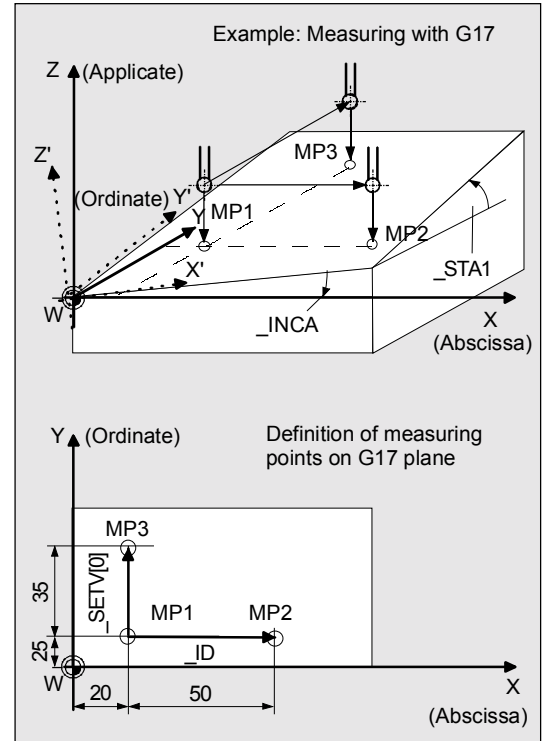 Example: Measuring with G17
Z (Applicate)
Z'
MP3
(Ordinate) Y'
Y
MP1
MP2
X'
_STA1
W
_INCA
X
(Abscissa)
Y (Ordinate)
Definition of measuring
points on G17 plane
MP3
_SETV[0]
35
MP1
MP2
25
_ID
W
20
50
X
(Abscissa)